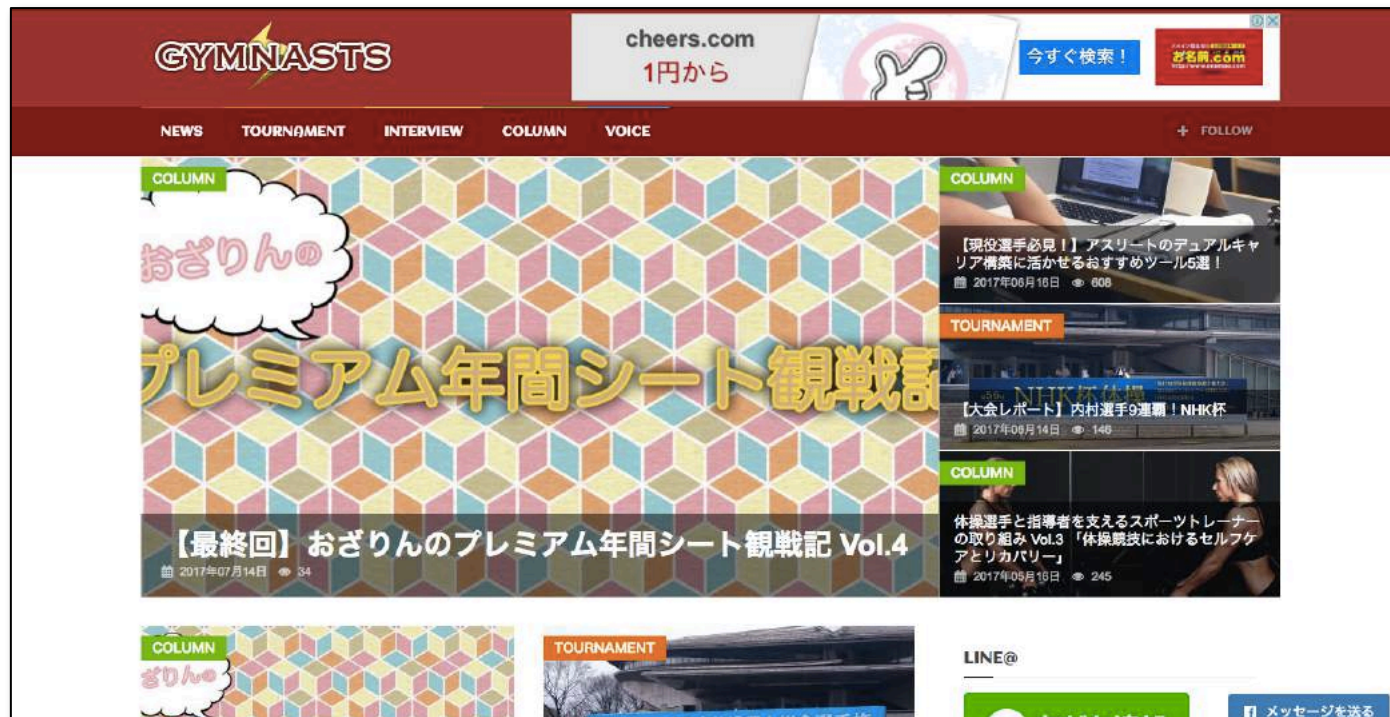 GYMNASTS
cheers.com
1円から
今すぐ検索！
お名前.com
NEWS TOURNAMENT INTERVIEW COLUMN VOICE + FOLLOW
COLUMN
おざりんの
プレミアム年間シート観戦記
【最終回】おざりんのプレミアム年間シート観戦記 Vol.4
2017年07月14日 34
COLUMN
【現役選手必見！】アスリートのデュアルキャ
リア構築に活かせるおすすめツール5選！
2017年06月16日 608
TOURNAMENT
NHK杯体操
【大会レポート】内村選手9連覇！NHK杯
2017年06月14日 146
COLUMN
体操選手と指導者を支えるスポーツトレーナー
の取り組み Vol.3 「体操競技におけるセルフケ
アとリカバリー」
2017年05月16日 245
COLUMN
ざりんの
TOURNAMENT
LINE@
メッセージを送る